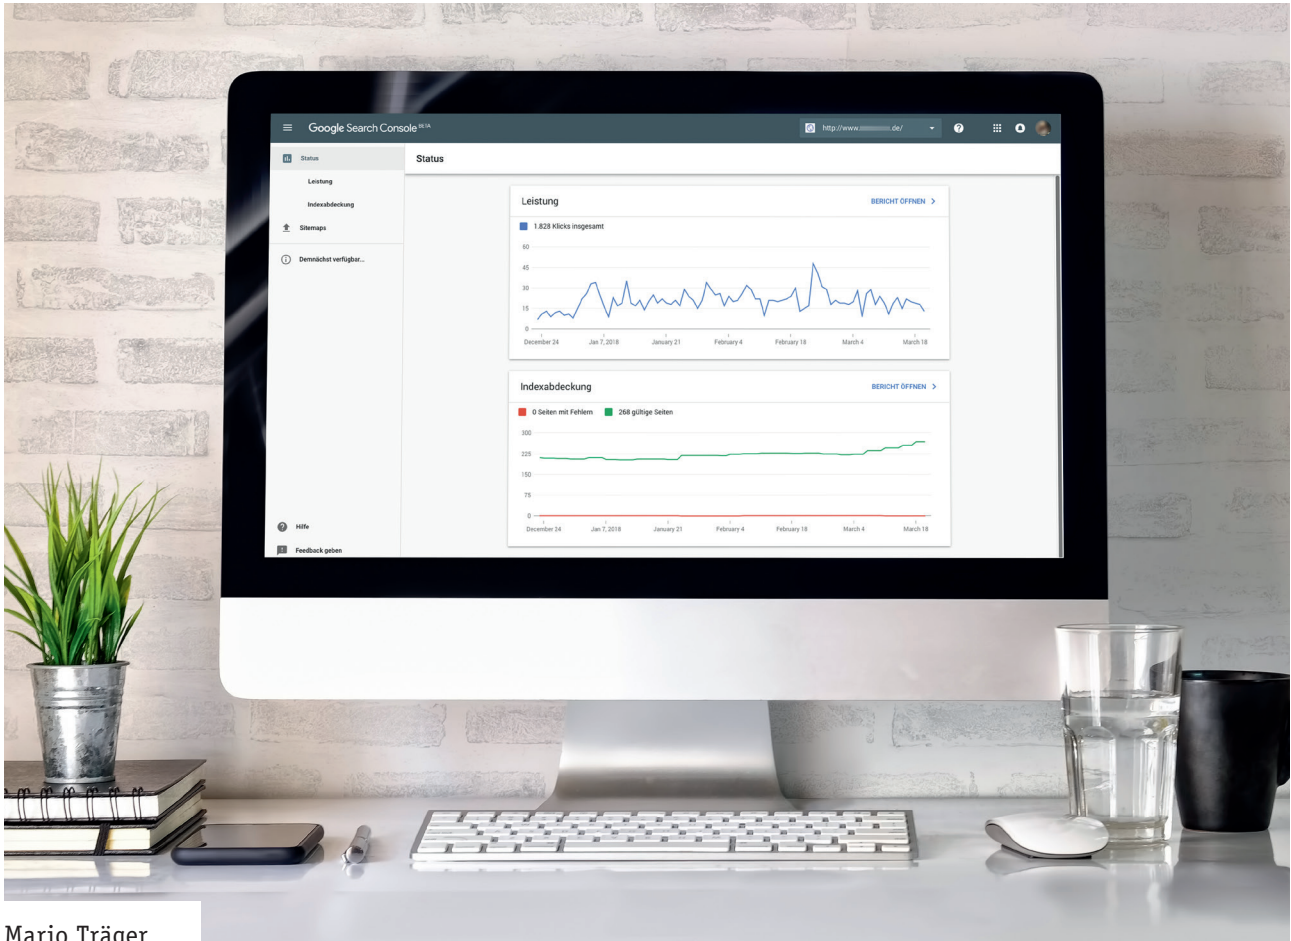 Google Search Console BETA
http://www. .de/
Status
Leistung
Indexabdeckung
Sitemaps
Demnächst verfügbar...
Hilfe
Feedback geben
Status
Leistung
BERICHT ÖFFNEN
1.828 Klicks insgesamt
60
45
30
15
0
December 24 Jan 7, 2018 January 21 February 4 February 18 March 4 March 18
Indexabdeckung
BERICHT ÖFFNEN
0 Seiten mit Fehlern 268 gültige Seiten
300
225
150
75
0
December 24 Jan 7, 2018 January 21 February 4 February 18 March 4 March 18
Mario Träger